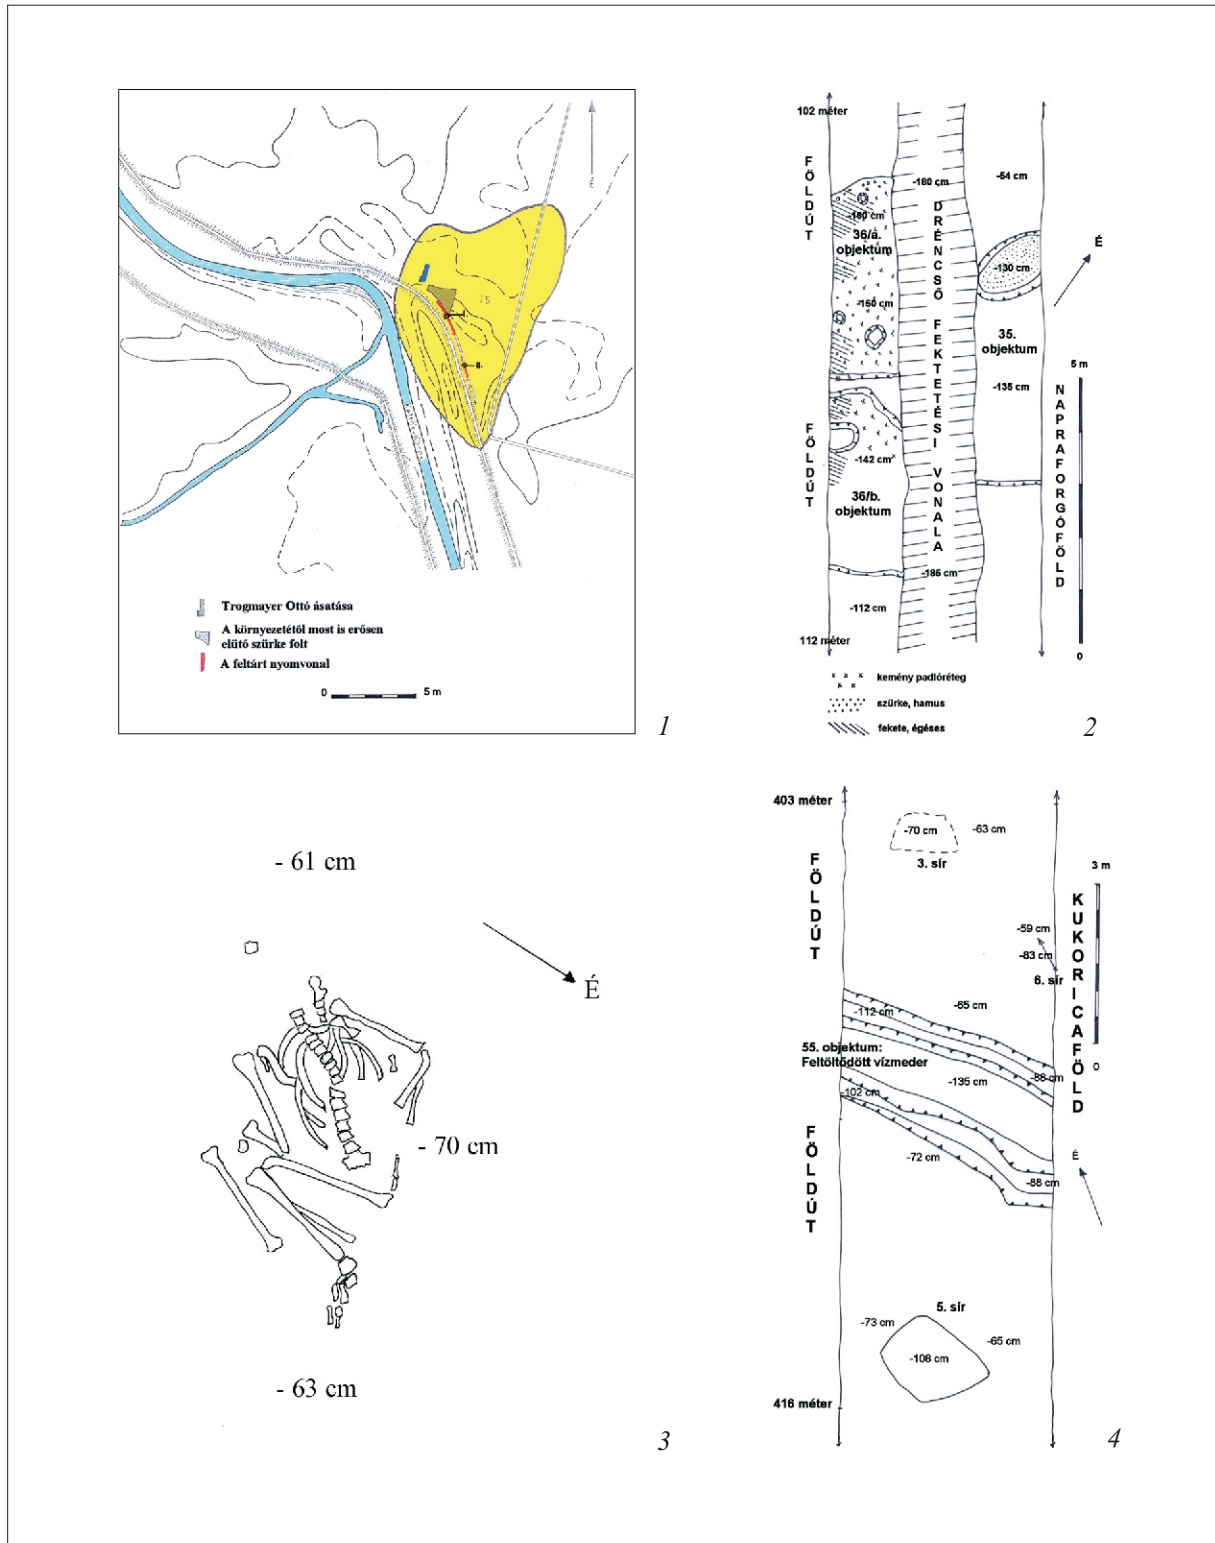 É
75
I.
II.
Trogmayer Ottó ásatása
A környezetétől most is erősen
elütő szürke folt
A feltárt nyomvonal
0 5 m
1
102 méter
FÖLDÚT
-180 cm
-54 cm
-160 cm
36/a.
objektum
DRÉNCSŐ FEKTETÉSI VONALA
É
-130 cm
-150 cm
35.
objektum
5 m
-135 cm
NAPRAFORGÓFÖLD
FÖLDÚT
-142 cm
36/b.
objektum
-185 cm
-112 cm
112 méter
0
kemény padlóréteg
szürke, hamus
fekete, égéses
2
- 61 cm
É
- 70 cm
- 63 cm
3
403 méter
-70 cm
-63 cm
3. sír
FÖLDÚT
3 m
KUKORICAFÖLD
-59 cm
-83 cm
6. sír
-65 cm
-112 cm
55. objektum:
Feltöltődött vízmeder
0
-88 cm
-135 cm
-102 cm
FÖLDÚT
-72 cm
É
-88 cm
5. sír
-73 cm
-65 cm
-108 cm
416 méter
4